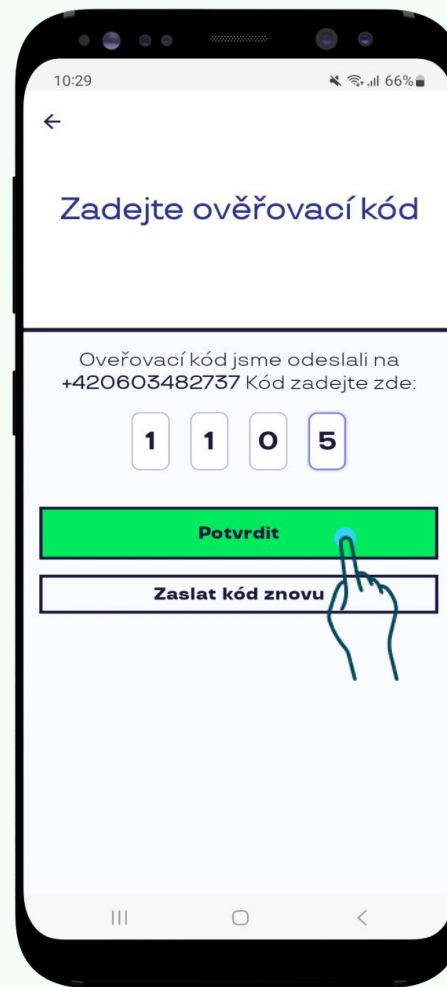 10:29 66%
Zadejte ověřovací kód
Oveřovací kód jsme odeslali na
+420603482737 Kód zadejte zde:
1 1 0 5
Potvrdit
Zaslat kód znovu